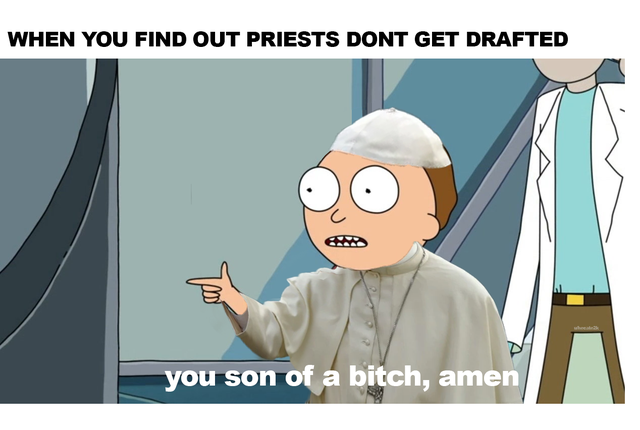 WHEN YOU FIND OUT PRIESTS DONT GET DRAFTED
you son of a bitch, amen